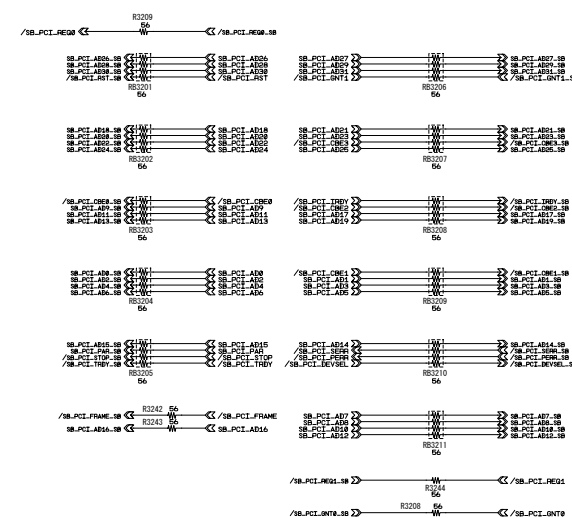 R3209
56
/SB_PCI_REQ0 /SB_PCI_REQ0_SB
SB_PCI_AD26_SB SB_PCI_AD26
SB_PCI_AD28_SB SB_PCI_AD28
SB_PCI_AD30_SB SB_PCI_AD30
/SB_PCI_RST_SB /SB_PCI_RST
RB3201
56
SB_PCI_AD27 SB_PCI_AD27_SB
SB_PCI_AD29 SB_PCI_AD29_SB
SB_PCI_AD31 SB_PCI_AD31_SB
/SB_PCI_GNT1 /SB_PCI_GNT1_S
RB3206
56
SB_PCI_AD18_SB SB_PCI_AD18
SB_PCI_AD20_SB SB_PCI_AD20
SB_PCI_AD22_SB SB_PCI_AD22
SB_PCI_AD24_SB SB_PCI_AD24
RB3202
56
SB_PCI_AD21 SB_PCI_AD21_SB
SB_PCI_AD23 SB_PCI_AD23_SB
/SB_PCI_CBE3 /SB_PCI_CBE3_SB
SB_PCI_AD25 SB_PCI_AD25_SB
RB3207
56
/SB_PCI_CBE0_SB /SB_PCI_CBE0
SB_PCI_AD9_SB SB_PCI_AD9
SB_PCI_AD11_SB SB_PCI_AD11
SB_PCI_AD13_SB SB_PCI_AD13
RB3203
56
/SB_PCI_IRDY /SB_PCI_IRDY_SB
/SB_PCI_CBE2 /SB_PCI_CBE2_SB
SB_PCI_AD17 SB_PCI_AD17_SB
SB_PCI_AD19 SB_PCI_AD19_SB
RB3208
56
SB_PCI_AD0_SB SB_PCI_AD0
SB_PCI_AD2_SB SB_PCI_AD2
SB_PCI_AD4_SB SB_PCI_AD4
SB_PCI_AD6_SB SB_PCI_AD6
RB3204
56
/SB_PCI_CBE1 /SB_PCI_CBE1_SB
SB_PCI_AD1 SB_PCI_AD1_SB
SB_PCI_AD3 SB_PCI_AD3_SB
SB_PCI_AD5 SB_PCI_AD5_SB
RB3209
56
SB_PCI_AD15_SB SB_PCI_AD15
SB_PCI_PAR_SB SB_PCI_PAR
/SB_PCI_STOP_SB /SB_PCI_STOP
/SB_PCI_TRDY_SB /SB_PCI_TRDY
RB3205
56
SB_PCI_AD14 SB_PCI_AD14_SB
/SB_PCI_SERR /SB_PCI_SERR_SB
/SB_PCI_PERR /SB_PCI_PERR_SB
/SB_PCI_DEVSEL /SB_PCI_DEVSEL_S
RB3210
56
R3242 56
/SB_PCI_FRAME_SB /SB_PCI_FRAME
R3243 56
SB_PCI_AD16_SB SB_PCI_AD16
SB_PCI_AD7 SB_PCI_AD7_SB
SB_PCI_AD8 SB_PCI_AD8_SB
SB_PCI_AD10 SB_PCI_AD10_SB
SB_PCI_AD12 SB_PCI_AD12_SB
RB3211
56
/SB_PCI_REQ1_SB /SB_PCI_REQ1
R3244
56
R3208 56
/SB_PCI_GNT0_SB /SB_PCI_GNT0